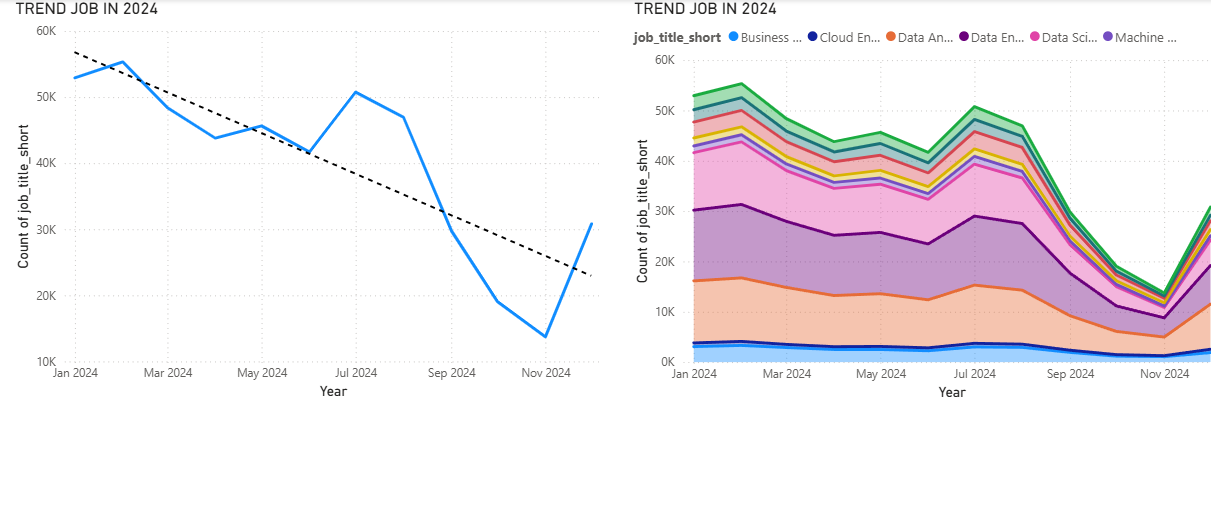 TREND JOB IN 2024
60K
50K
40K
30K
20K
10K
Count of job_title_short
Jan 2024 Mar 2024 May 2024 Jul 2024 Sep 2024 Nov 2024
Year
TREND JOB IN 2024
job_title_short Business ... Cloud En... Data An... Data En... Data Sci... Machine ...
60K
50K
40K
30K
20K
10K
0K
Count of job_title_short
Jan 2024 Mar 2024 May 2024 Jul 2024 Sep 2024 Nov 2024
Year